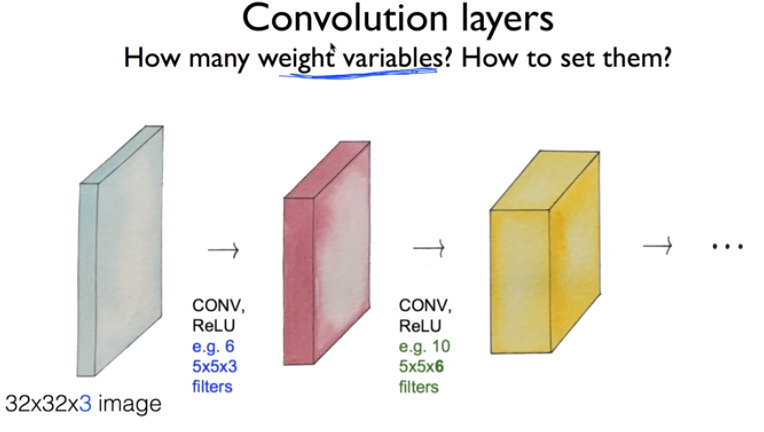 Convolution layers
How many weight variables? How to set them?
CONV,
ReLU
e.g. 6
5x5x3
filters
CONV,
ReLU
e.g. 10
5x5x6
filters
...
32x32x3 image